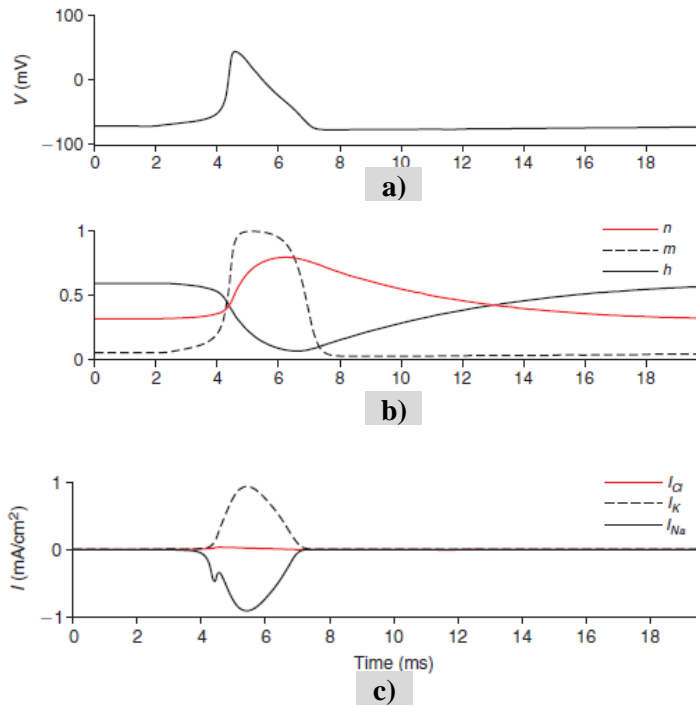 100
0
−100
V (mV)
0 2 4 6 8 10 12 14 16 18
a)
1
0.5
0
n
m
h
0 2 4 6 8 10 12 14 16 18
b)
1
0
−1
I (mA/cm²)
I_Cl
I_K
I_Na
0 2 4 6 8 10 12 14 16 18
Time (ms)
c)